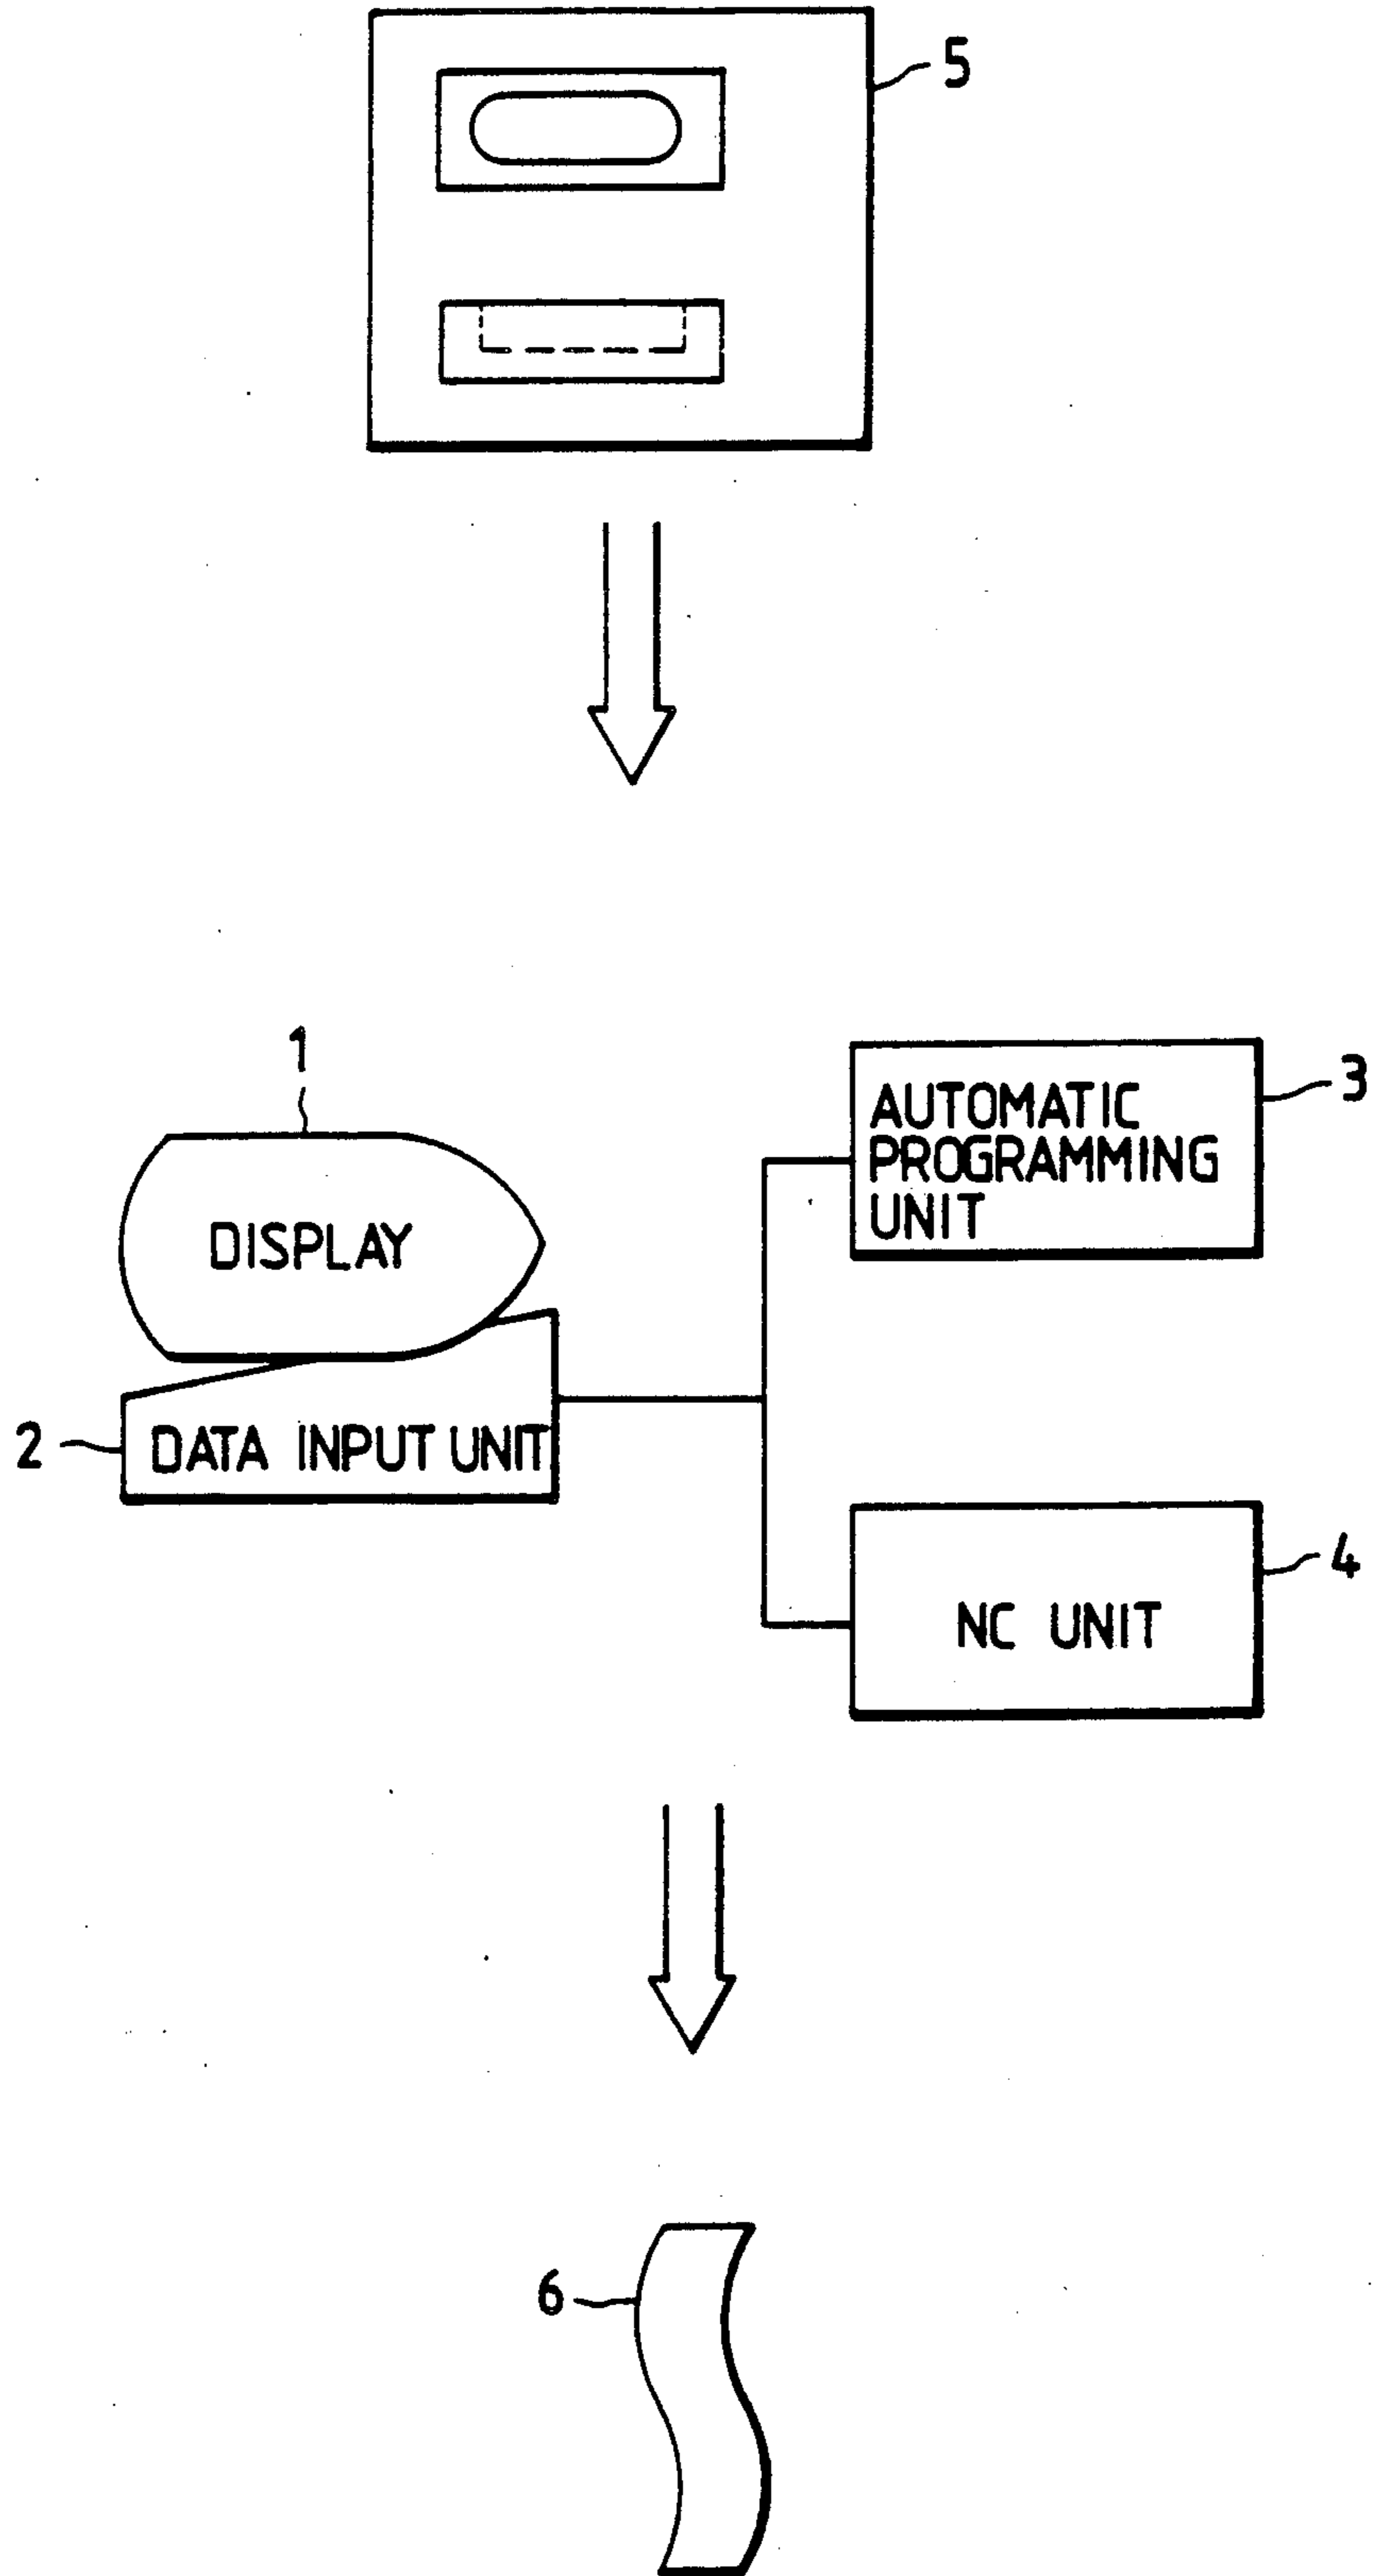 5
1
3
AUTOMATIC
PROGRAMMING
UNIT
DISPLAY
2
DATA INPUT UNIT
4
NC UNIT
6